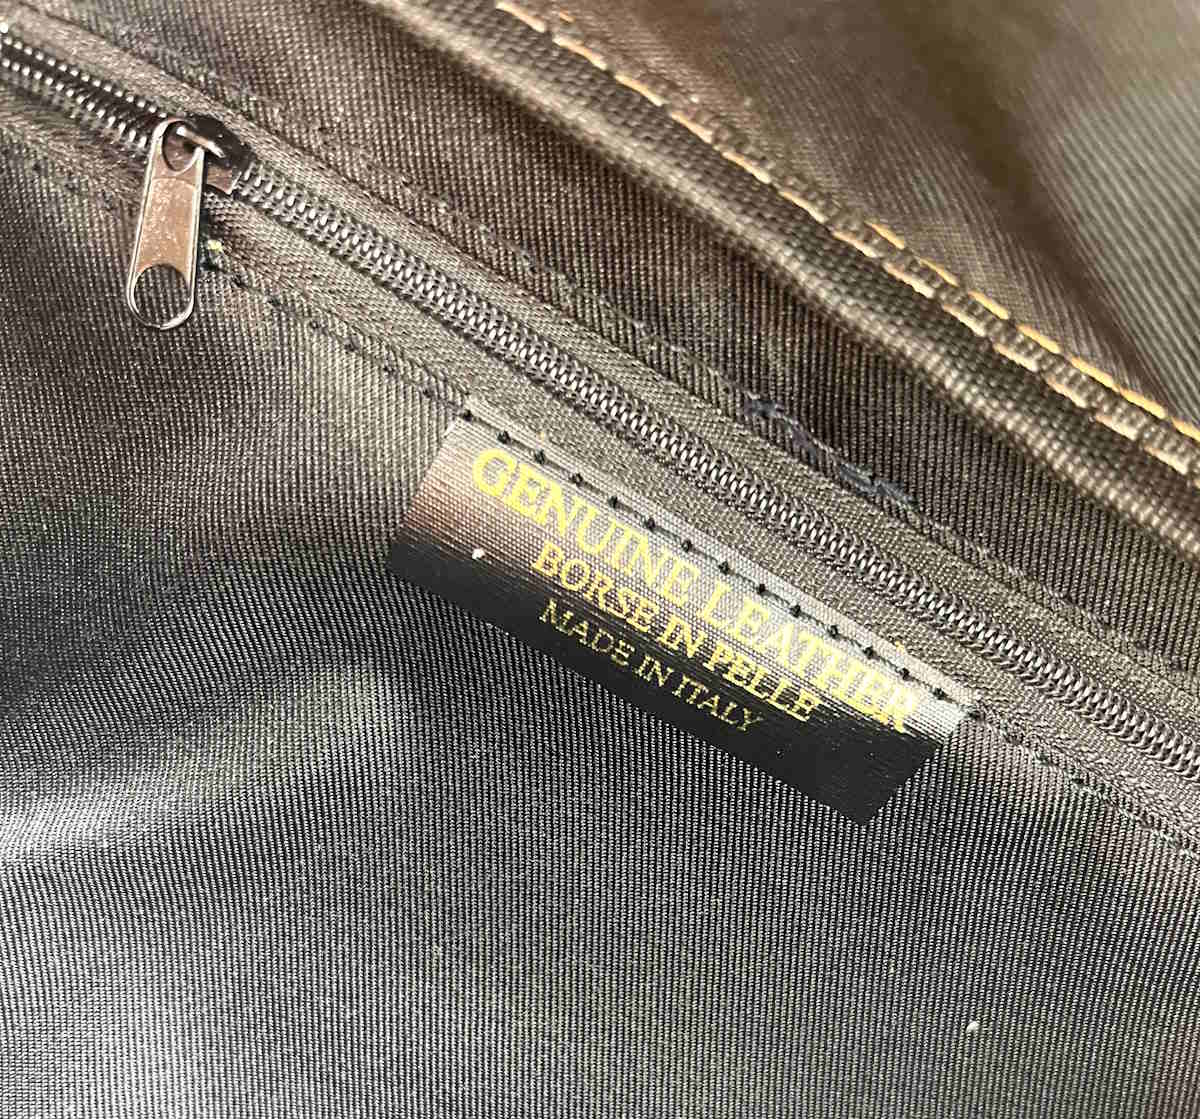 GENUINE LEATHER
BORSE IN PELLE
MADE IN ITALY